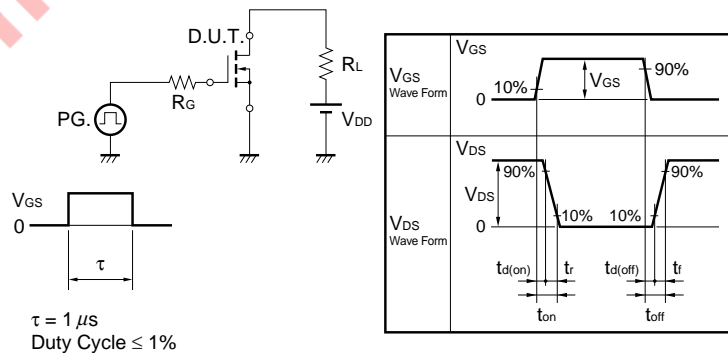 D.U.T.
RL
RG
PG.
VDD
VGS
0
τ
τ = 1 μs
Duty Cycle ≤ 1%
VGS
VGS
Wave Form
10%
0
VGS
90%
VDS
VDS
Wave Form
VDS
90%
0
10%
10%
90%
td(on)
tr
td(off)
tf
ton
toff